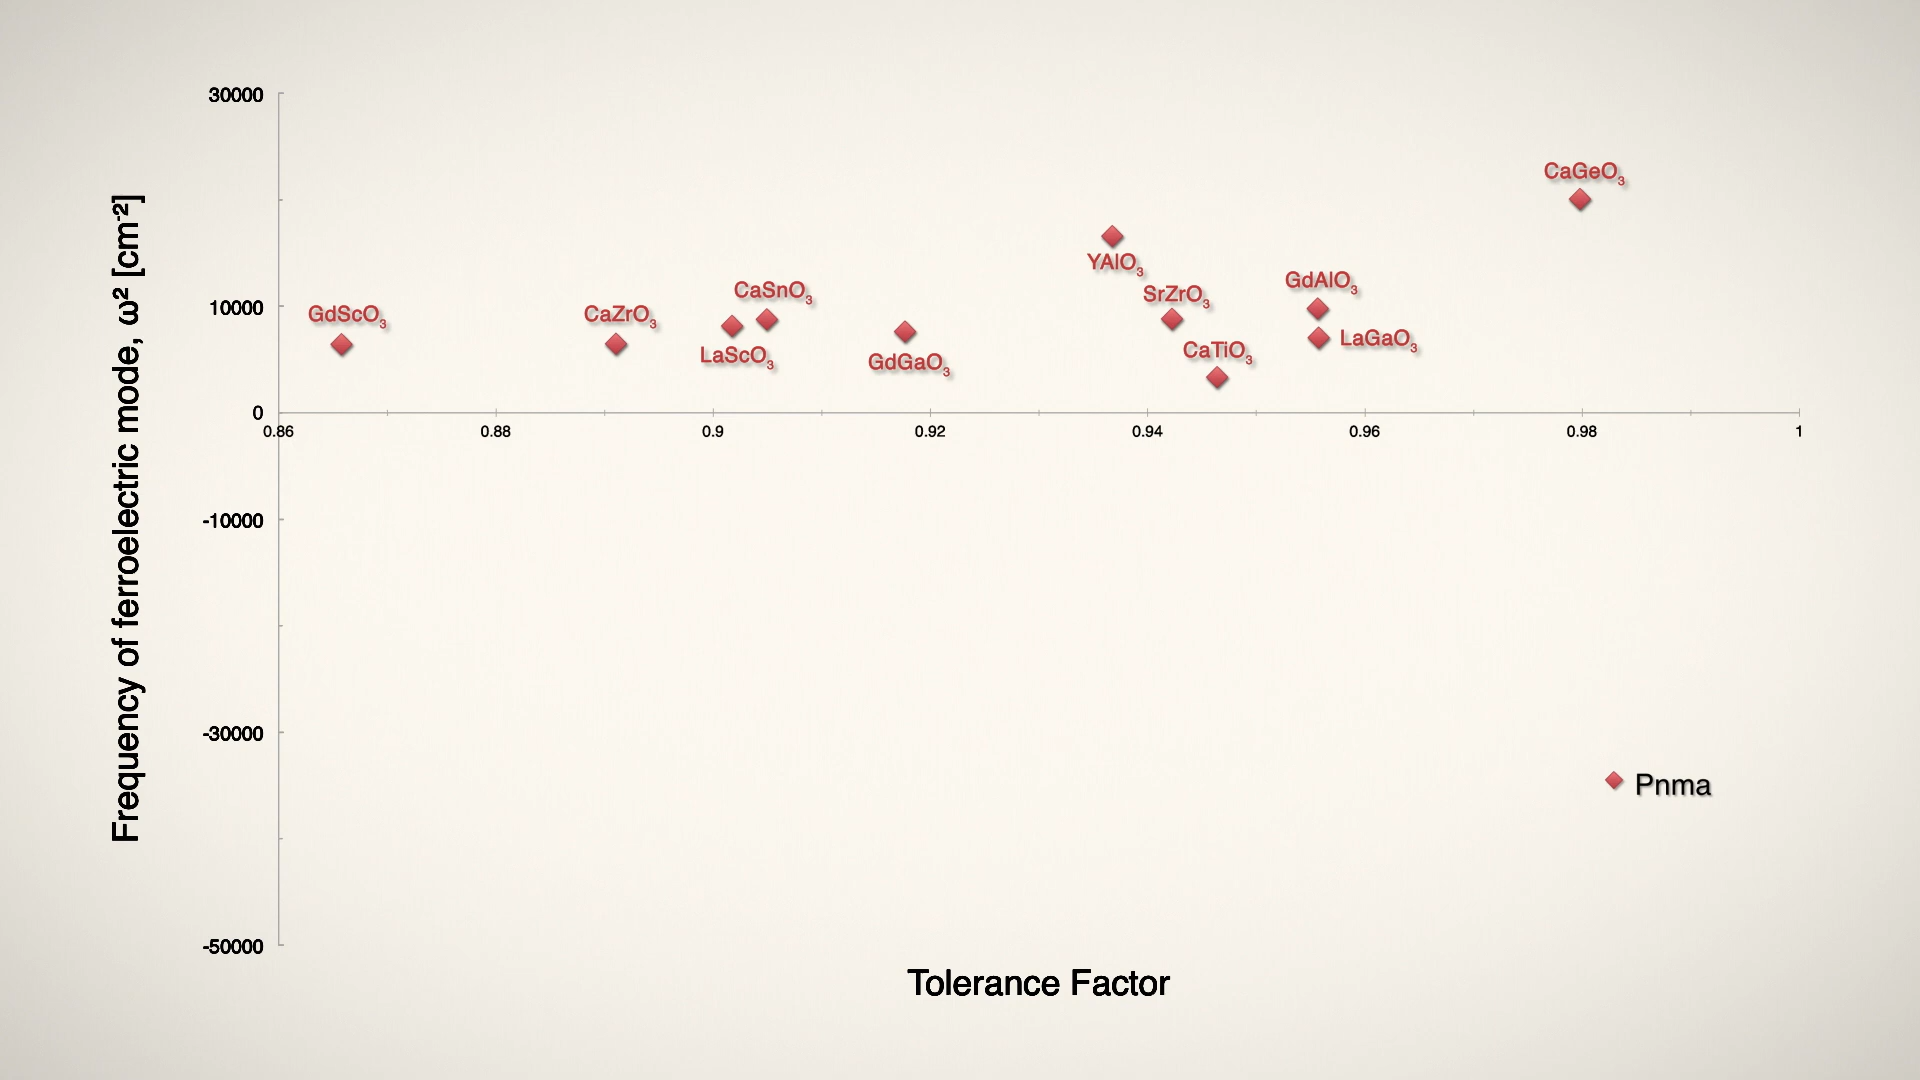 30000
CaGeO₃
YAlO₃
GdAlO₃
CaSnO₃
SrZrO₃
10000
GdScO₃
CaZrO₃
LaGaO₃
CaTiO₃
LaScO₃
GdGaO₃
0
0.86 0.88 0.9 0.92 0.94 0.96 0.98 1
-10000
-30000
Pnma
-50000
Frequency of ferroelectric mode, ω² [cm⁻²]
Tolerance Factor